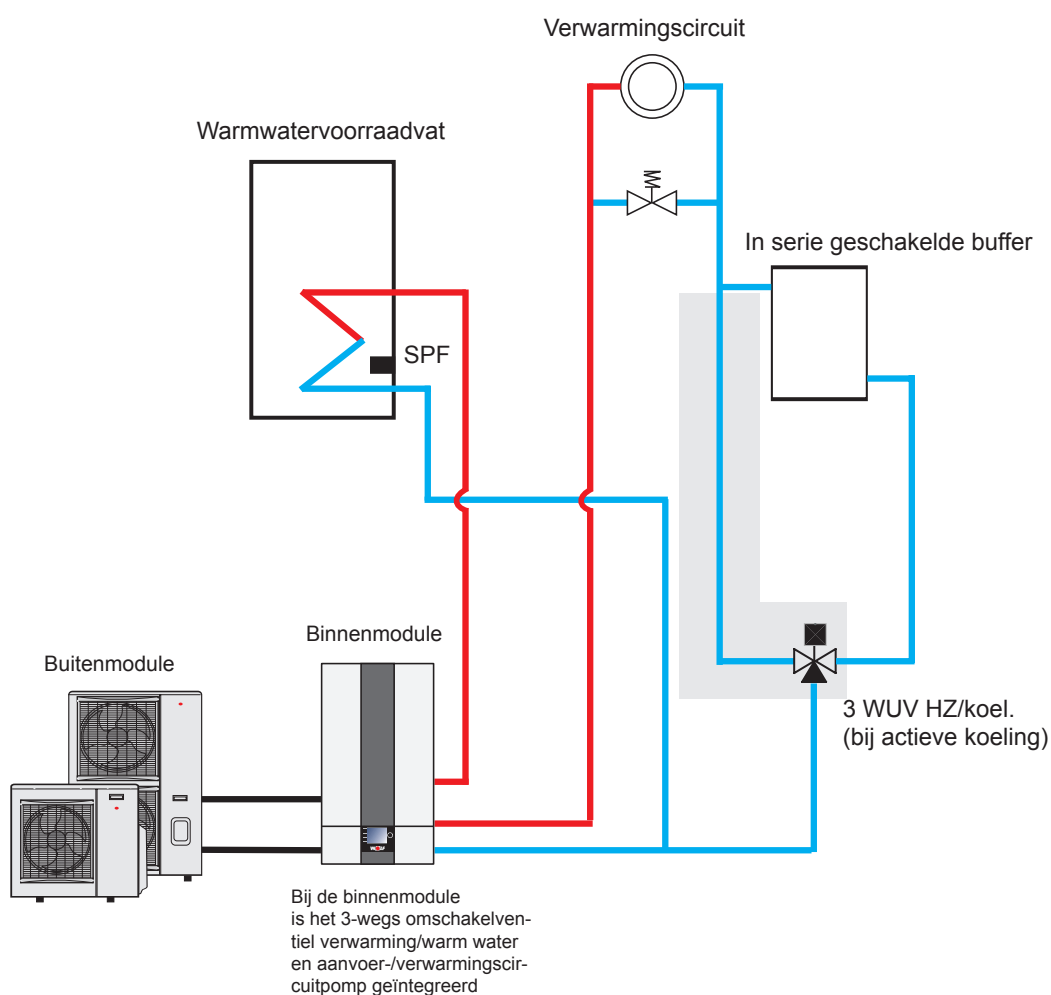 Verwarmingscircuit
Warmwatervoorraadvat
In serie geschakelde buffer
SPF
Binnenmodule
Buitenmodule
3 WUV HZ/koel.
(bij actieve koeling)
WOLF
Bij de binnenmodule
is het 3-wegs omschakelven-
tiel verwarming/warm water
en aanvoer-/verwarmingscir-
cuitpomp geïntegreerd